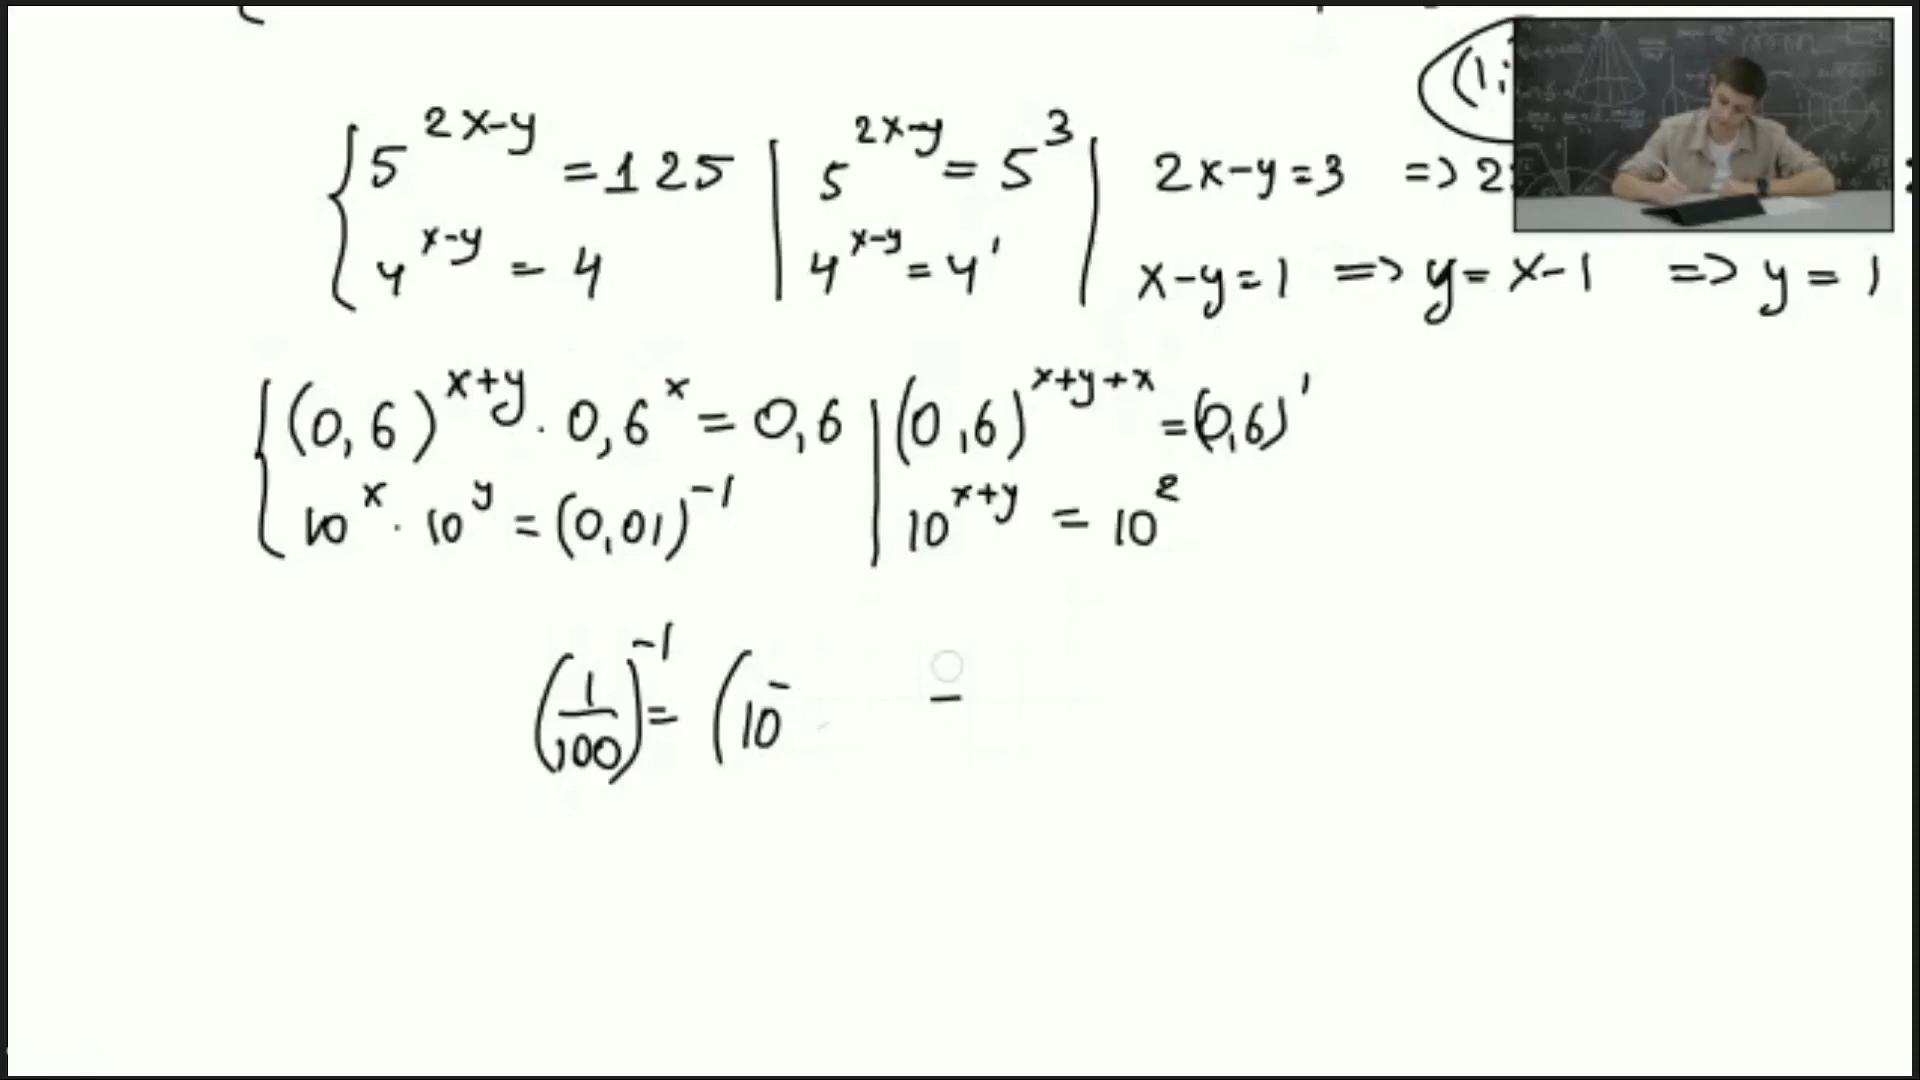 (1;
{ 5^{2x-y} = 125 | 5^{2x-y} = 5^3 | 2x-y=3 => 2
4^{x-y} = 4 | 4^{x-y} = 4^1 | x-y=1 => y=x-1 => y=1
{ (0,6)^{x+y} · 0,6^x = 0,6 | (0,6)^{x+y+x} = (0,6)^1
10^x · 10^y = (0,01)^{-1} | 10^{x+y} = 10^2
(1/100)^{-1} = (10^- –